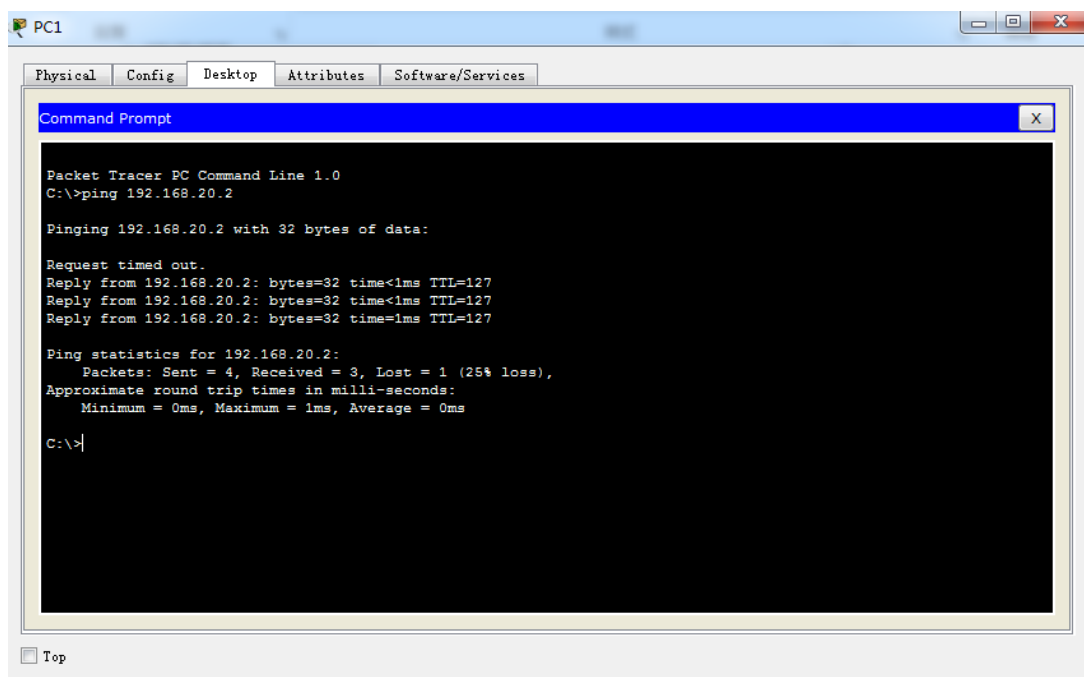 PC1
Physical Config Desktop Attributes Software/Services
Command Prompt X
Packet Tracer PC Command Line 1.0
C:\>ping 192.168.20.2
Pinging 192.168.20.2 with 32 bytes of data:
Request timed out.
Reply from 192.168.20.2: bytes=32 time<1ms TTL=127
Reply from 192.168.20.2: bytes=32 time<1ms TTL=127
Reply from 192.168.20.2: bytes=32 time=1ms TTL=127
Ping statistics for 192.168.20.2:
Packets: Sent = 4, Received = 3, Lost = 1 (25% loss),
Approximate round trip times in milli-seconds:
Minimum = 0ms, Maximum = 1ms, Average = 0ms
C:\>
Top